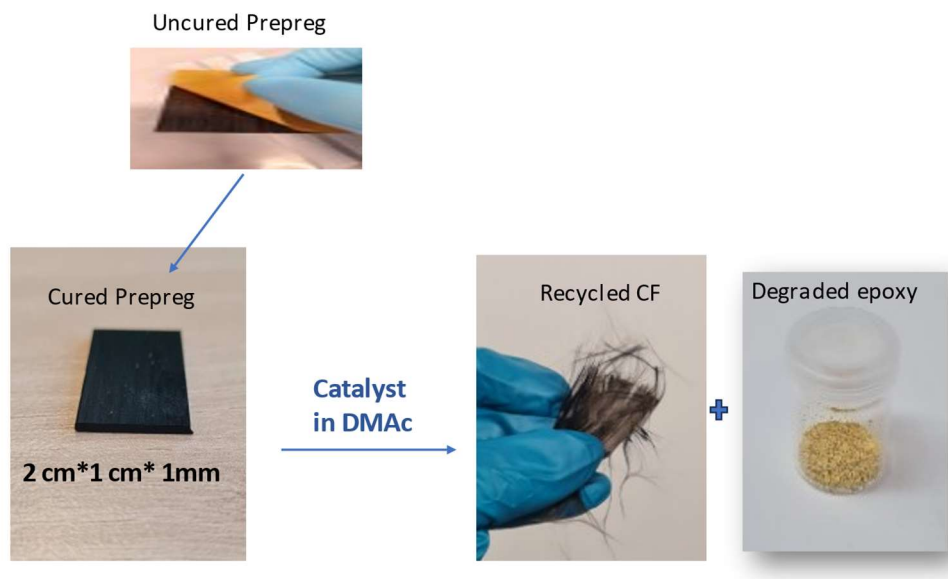 Uncured Prepreg
Cured Prepreg
2 cm*1 cm* 1mm
Catalyst
in DMAc
Recycled CF
+
Degraded epoxy